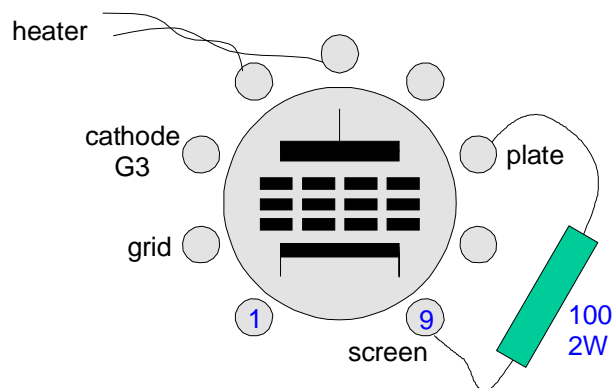 heater
cathode
G3
plate
grid
1
9
100
2W
screen